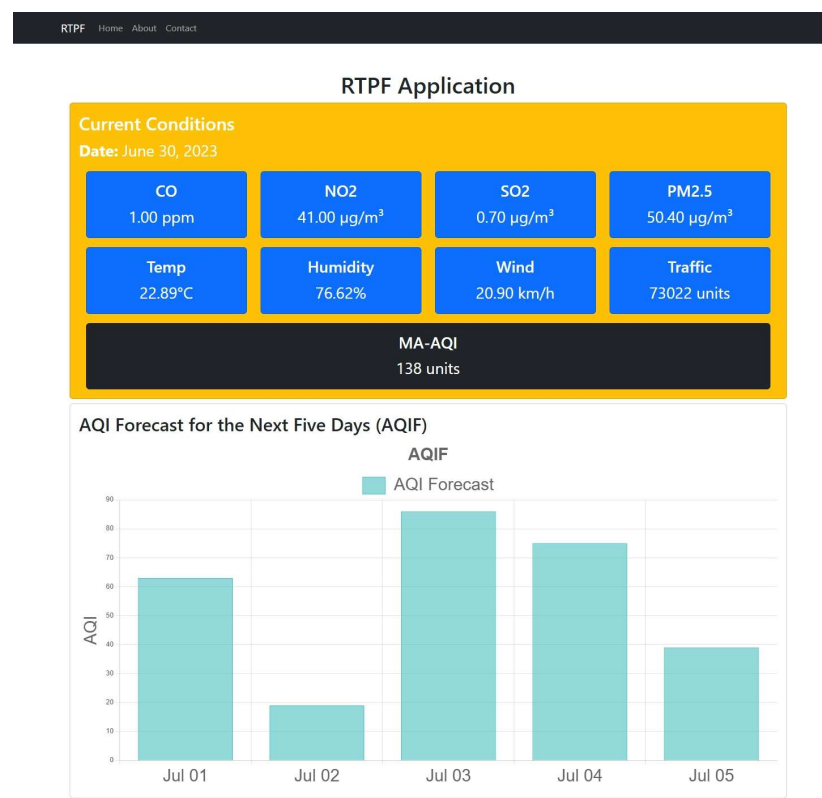 RTPF Home About Contact
RTPF Application
Current Conditions
Date: June 30, 2023
CO NO2 SO2 PM2.5
1.00 ppm 41.00 µg/m³ 0.70 µg/m³ 50.40 µg/m³
Temp Humidity Wind Traffic
22.89°C 76.62% 20.90 km/h 73022 units
MA-AQI
138 units
AQI Forecast for the Next Five Days (AQIF)
AQIF
AQI Forecast
90
80
70
60
50
40
30
20
10
0
AQI
Jul 01 Jul 02 Jul 03 Jul 04 Jul 05